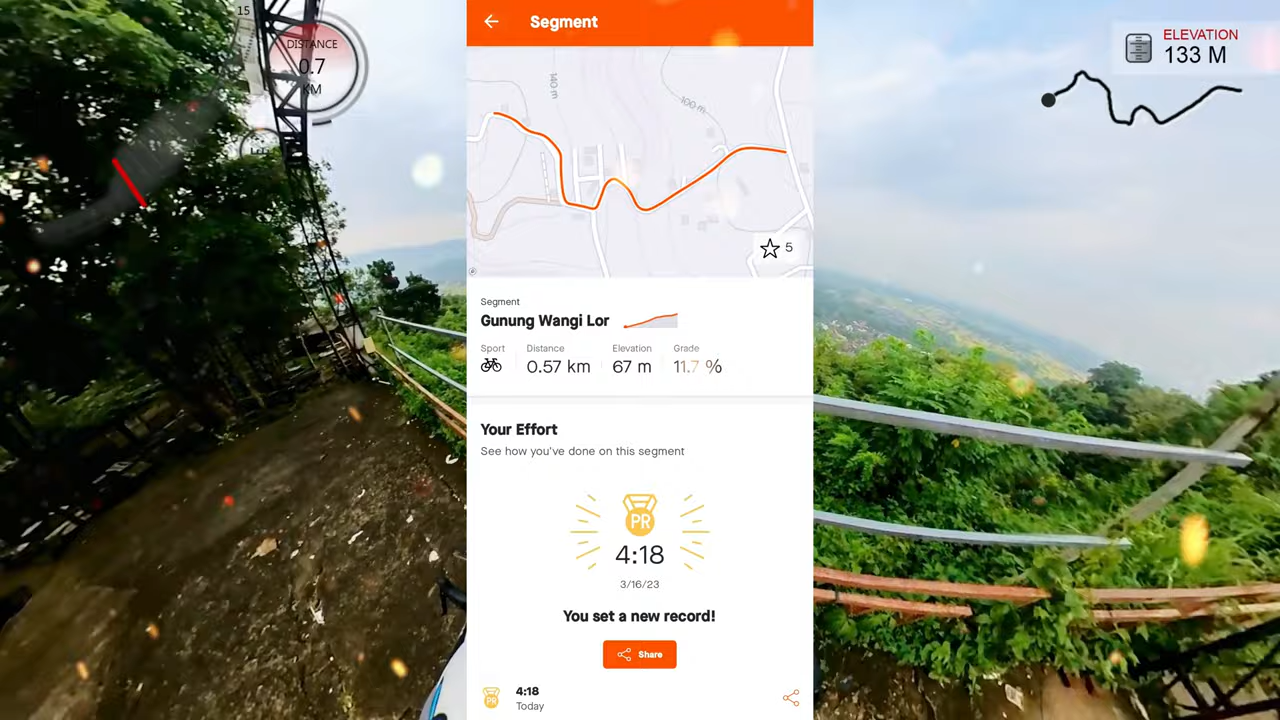 15
DISTANCE
0.7
KM
Segment
140 m
100 m
5
Segment
Gunung Wangi Lor
Sport
Distance
Elevation
Grade
0.57 km
67 m
11.7 %
Your Effort
See how you've done on this segment
PR
4:18
3/16/23
You set a new record!
Share
PR
4:18
Today
ELEVATION
133 M